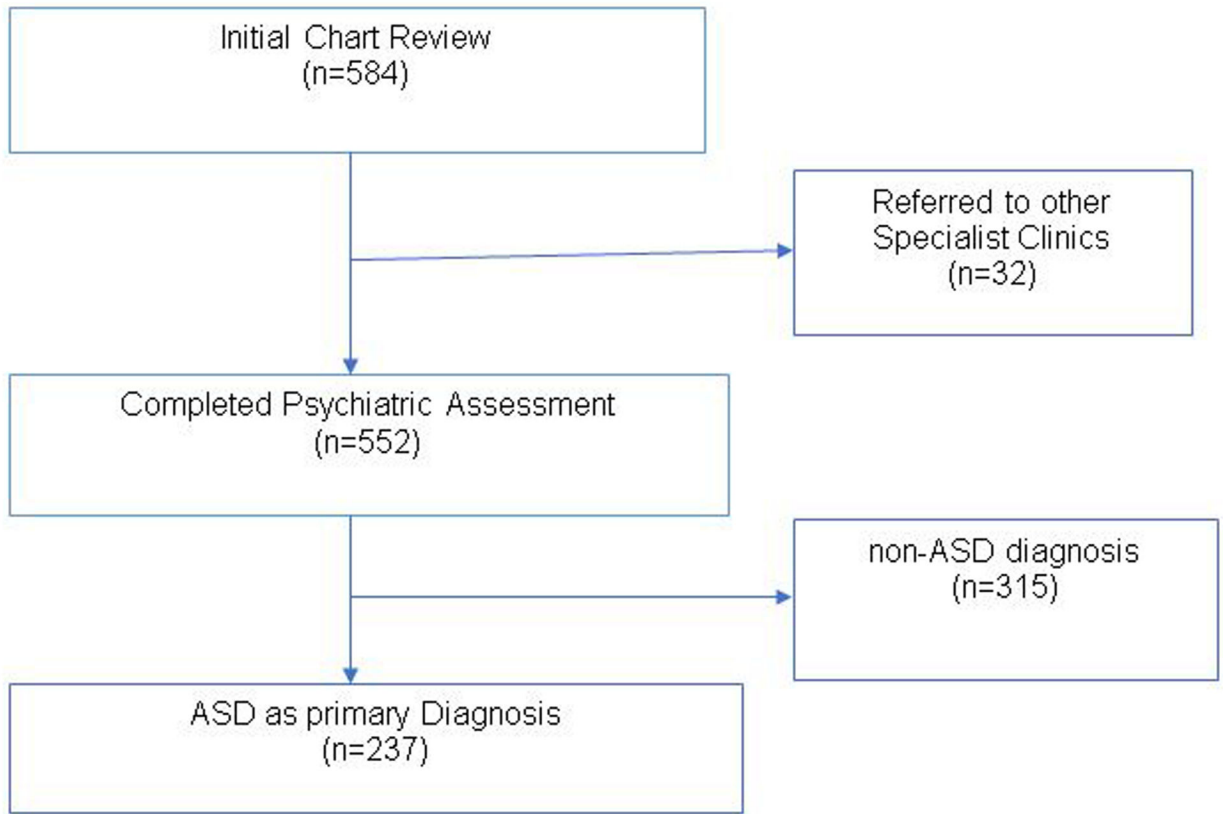 Initial Chart Review
(n=584)
Referred to other
Specialist Clinics
(n=32)
Completed Psychiatric Assessment
(n=552)
non-ASD diagnosis
(n=315)
ASD as primary Diagnosis
(n=237)